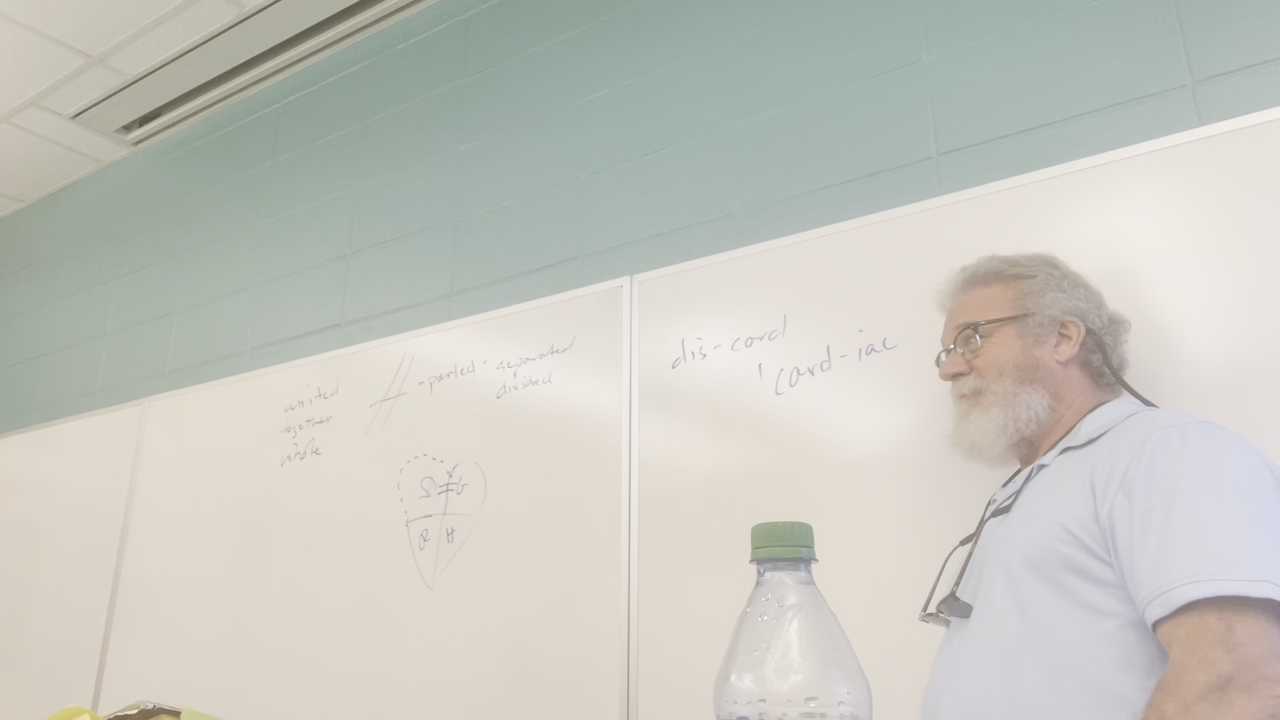 united
together
whole
-parted-
separated
divided
S
G
R
H
dis-cord
'card-iac